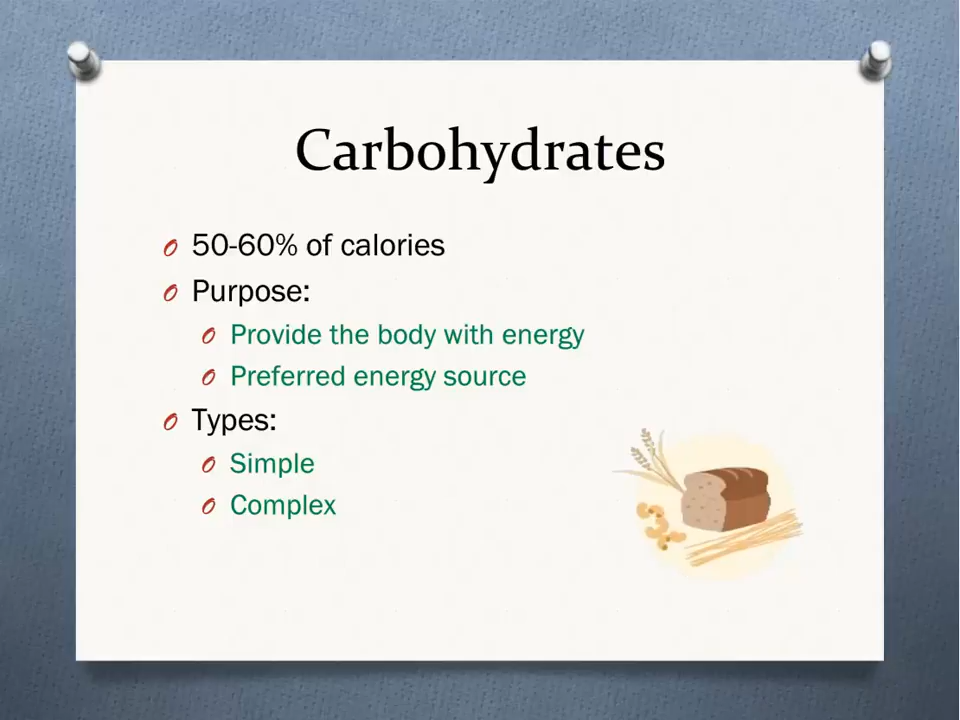 Carbohydrates
50-60% of calories
Purpose:
Provide the body with energy
Preferred energy source
Types:
Simple
Complex